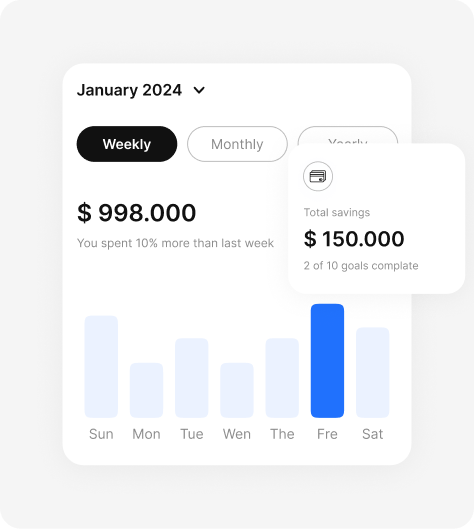 January 2024
Weekly
Monthly
Yearly
$ 998.000
You spent 10% more than last week
Total savings
$ 150.000
2 of 10 goals complate
Sun Mon Tue Wen The Fre Sat